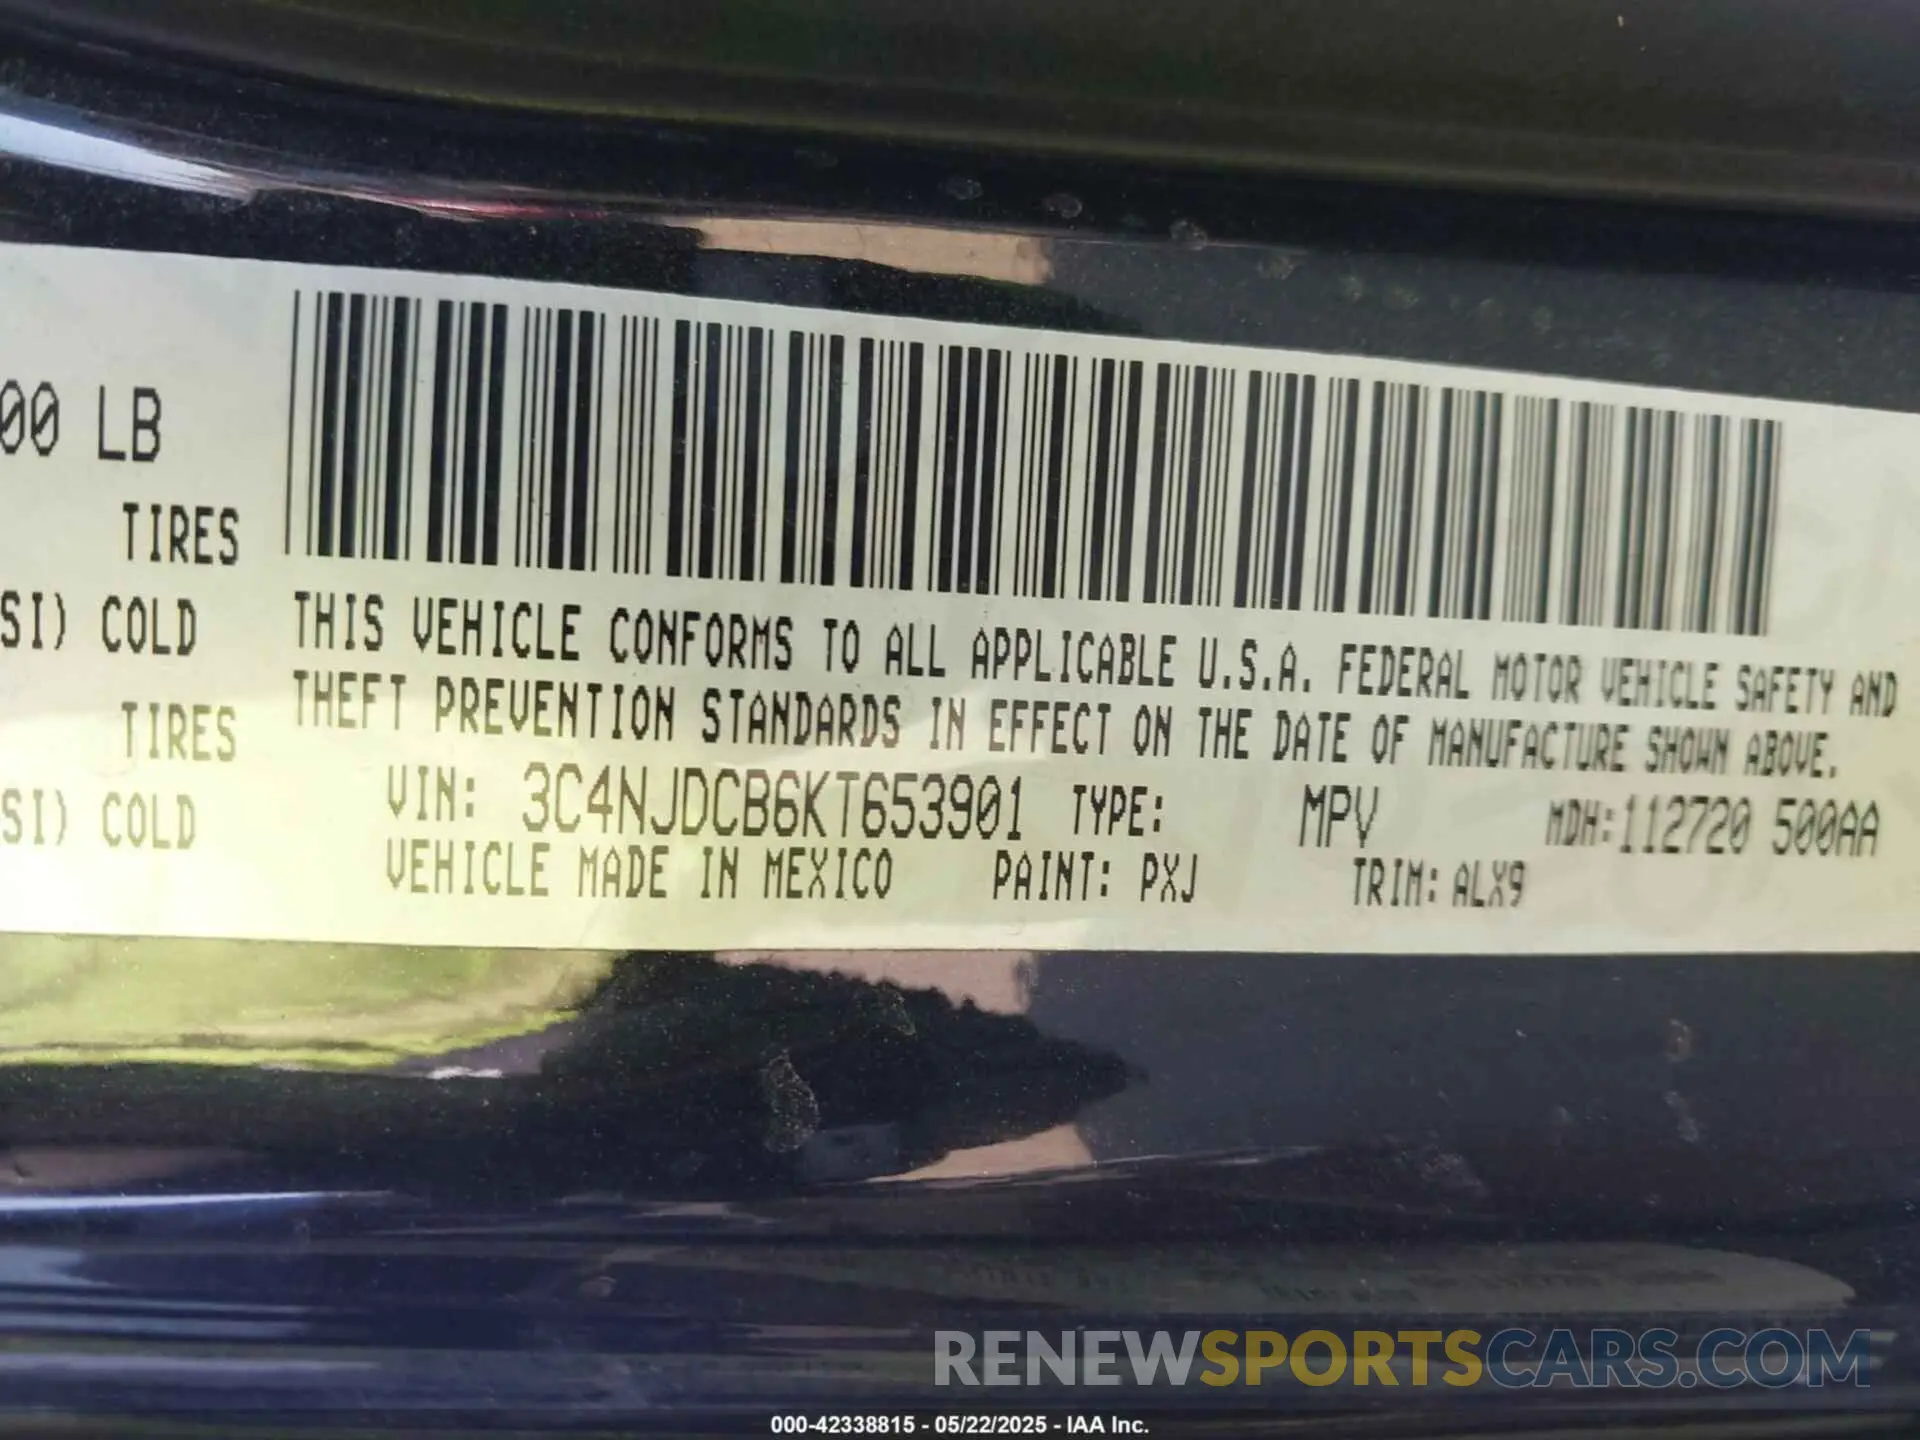 00 LB
TIRES
SI) COLD
TIRES
SI) COLD
THIS VEHICLE CONFORMS TO ALL APPLICABLE U.S.A. FEDERAL MOTOR VEHICLE SAFETY AND
THEFT PREVENTION STANDARDS IN EFFECT ON THE DATE OF MANUFACTURE SHOWN ABOVE.
VIN: 3C4NJDCB6KT653901 TYPE: MPV MDH:112720 500AA
VEHICLE MADE IN MEXICO PAINT: PXJ TRIM: ALX9
RENEWSPORTSCARS.COM
000-42338815 - 05/22/2025 - IAA Inc.